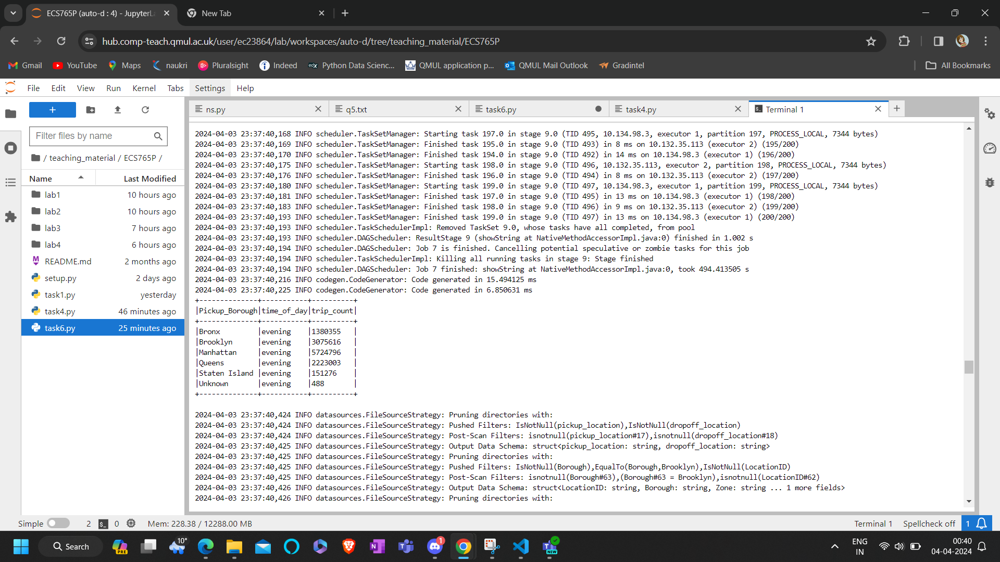 ECS765P (auto-d : 4) - JupyterLa
New Tab
hub.comp-teach.qmul.ac.uk/user/ec23864/lab/workspaces/auto-d/tree/teaching_material/ECS765P
Gmail YouTube Maps naukri Pluralsight Indeed edX Python Data Scienc... QMUL application p... QMUL Mail Outlook Gradintel All Bookmarks
File Edit View Run Kernel Tabs Settings Help
ns.py q5.txt task6.py task4.py Terminal 1
Filter files by name
/ teaching_material / ECS765P /
Name Last Modified
lab1 10 hours ago
lab2 10 hours ago
lab3 7 hours ago
lab4 6 hours ago
README.md 2 months ago
setup.py 2 days ago
task1.py yesterday
task4.py 46 minutes ago
task6.py 25 minutes ago
2024-04-03 23:37:40,168 INFO scheduler.TaskSetManager: Starting task 197.0 in stage 9.0 (TID 495, 10.134.98.3, executor 1, partition 197, PROCESS_LOCAL, 7344 bytes)
2024-04-03 23:37:40,169 INFO scheduler.TaskSetManager: Finished task 195.0 in stage 9.0 (TID 493) in 8 ms on 10.132.35.113 (executor 2) (195/200)
2024-04-03 23:37:40,170 INFO scheduler.TaskSetManager: Finished task 194.0 in stage 9.0 (TID 492) in 14 ms on 10.134.98.3 (executor 1) (196/200)
2024-04-03 23:37:40,175 INFO scheduler.TaskSetManager: Starting task 198.0 in stage 9.0 (TID 496, 10.132.35.113, executor 2, partition 198, PROCESS_LOCAL, 7344 bytes)
2024-04-03 23:37:40,176 INFO scheduler.TaskSetManager: Finished task 196.0 in stage 9.0 (TID 494) in 8 ms on 10.132.35.113 (executor 2) (197/200)
2024-04-03 23:37:40,180 INFO scheduler.TaskSetManager: Starting task 199.0 in stage 9.0 (TID 497, 10.134.98.3, executor 1, partition 199, PROCESS_LOCAL, 7344 bytes)
2024-04-03 23:37:40,181 INFO scheduler.TaskSetManager: Finished task 197.0 in stage 9.0 (TID 495) in 13 ms on 10.134.98.3 (executor 1) (198/200)
2024-04-03 23:37:40,183 INFO scheduler.TaskSetManager: Finished task 198.0 in stage 9.0 (TID 496) in 9 ms on 10.132.35.113 (executor 2) (199/200)
2024-04-03 23:37:40,193 INFO scheduler.TaskSetManager: Finished task 199.0 in stage 9.0 (TID 497) in 13 ms on 10.134.98.3 (executor 1) (200/200)
2024-04-03 23:37:40,193 INFO scheduler.TaskSchedulerImpl: Removed TaskSet 9.0, whose tasks have all completed, from pool
2024-04-03 23:37:40,193 INFO scheduler.DAGScheduler: ResultStage 9 (showString at NativeMethodAccessorImpl.java:0) finished in 1.002 s
2024-04-03 23:37:40,194 INFO scheduler.DAGScheduler: Job 7 is finished. Cancelling potential speculative or zombie tasks for this job
2024-04-03 23:37:40,194 INFO scheduler.TaskSchedulerImpl: Killing all running tasks in stage 9: Stage finished
2024-04-03 23:37:40,194 INFO scheduler.DAGScheduler: Job 7 finished: showString at NativeMethodAccessorImpl.java:0, took 494.413505 s
2024-04-03 23:37:40,216 INFO codegen.CodeGenerator: Code generated in 15.494125 ms
2024-04-03 23:37:40,225 INFO codegen.CodeGenerator: Code generated in 6.850631 ms
+--------------+-----------+----------+
|Pickup_Borough|time_of_day|trip_count|
+--------------+-----------+----------+
|Bronx         |evening    |1380355   |
|Brooklyn      |evening    |3075616   |
|Manhattan     |evening    |5724796   |
|Queens        |evening    |2223003   |
|Staten Island |evening    |151276    |
|Unknown       |evening    |488       |
+--------------+-----------+----------+
2024-04-03 23:37:40,424 INFO datasources.FileSourceStrategy: Pruning directories with:
2024-04-03 23:37:40,424 INFO datasources.FileSourceStrategy: Pushed Filters: IsNotNull(pickup_location),IsNotNull(dropoff_location)
2024-04-03 23:37:40,424 INFO datasources.FileSourceStrategy: Post-Scan Filters: isnotnull(pickup_location#17),isnotnull(dropoff_location#18)
2024-04-03 23:37:40,425 INFO datasources.FileSourceStrategy: Output Data Schema: struct<pickup_location: string, dropoff_location: string>
2024-04-03 23:37:40,425 INFO datasources.FileSourceStrategy: Pruning directories with:
2024-04-03 23:37:40,425 INFO datasources.FileSourceStrategy: Pushed Filters: IsNotNull(Borough),EqualTo(Borough,Brooklyn),IsNotNull(LocationID)
2024-04-03 23:37:40,425 INFO datasources.FileSourceStrategy: Post-Scan Filters: isnotnull(Borough#63),(Borough#63 = Brooklyn),isnotnull(LocationID#62)
2024-04-03 23:37:40,426 INFO datasources.FileSourceStrategy: Output Data Schema: struct<LocationID: string, Borough: string, Zone: string ... 1 more fields>
2024-04-03 23:37:40,426 INFO datasources.FileSourceStrategy: Pruning directories with:
Simple 2 $_ 0 Mem: 228.38 / 12288.00 MB Terminal 1 Spellcheck off 1
Search PRE 10° 1 NEW
ENG
IN
00:40
04-04-2024